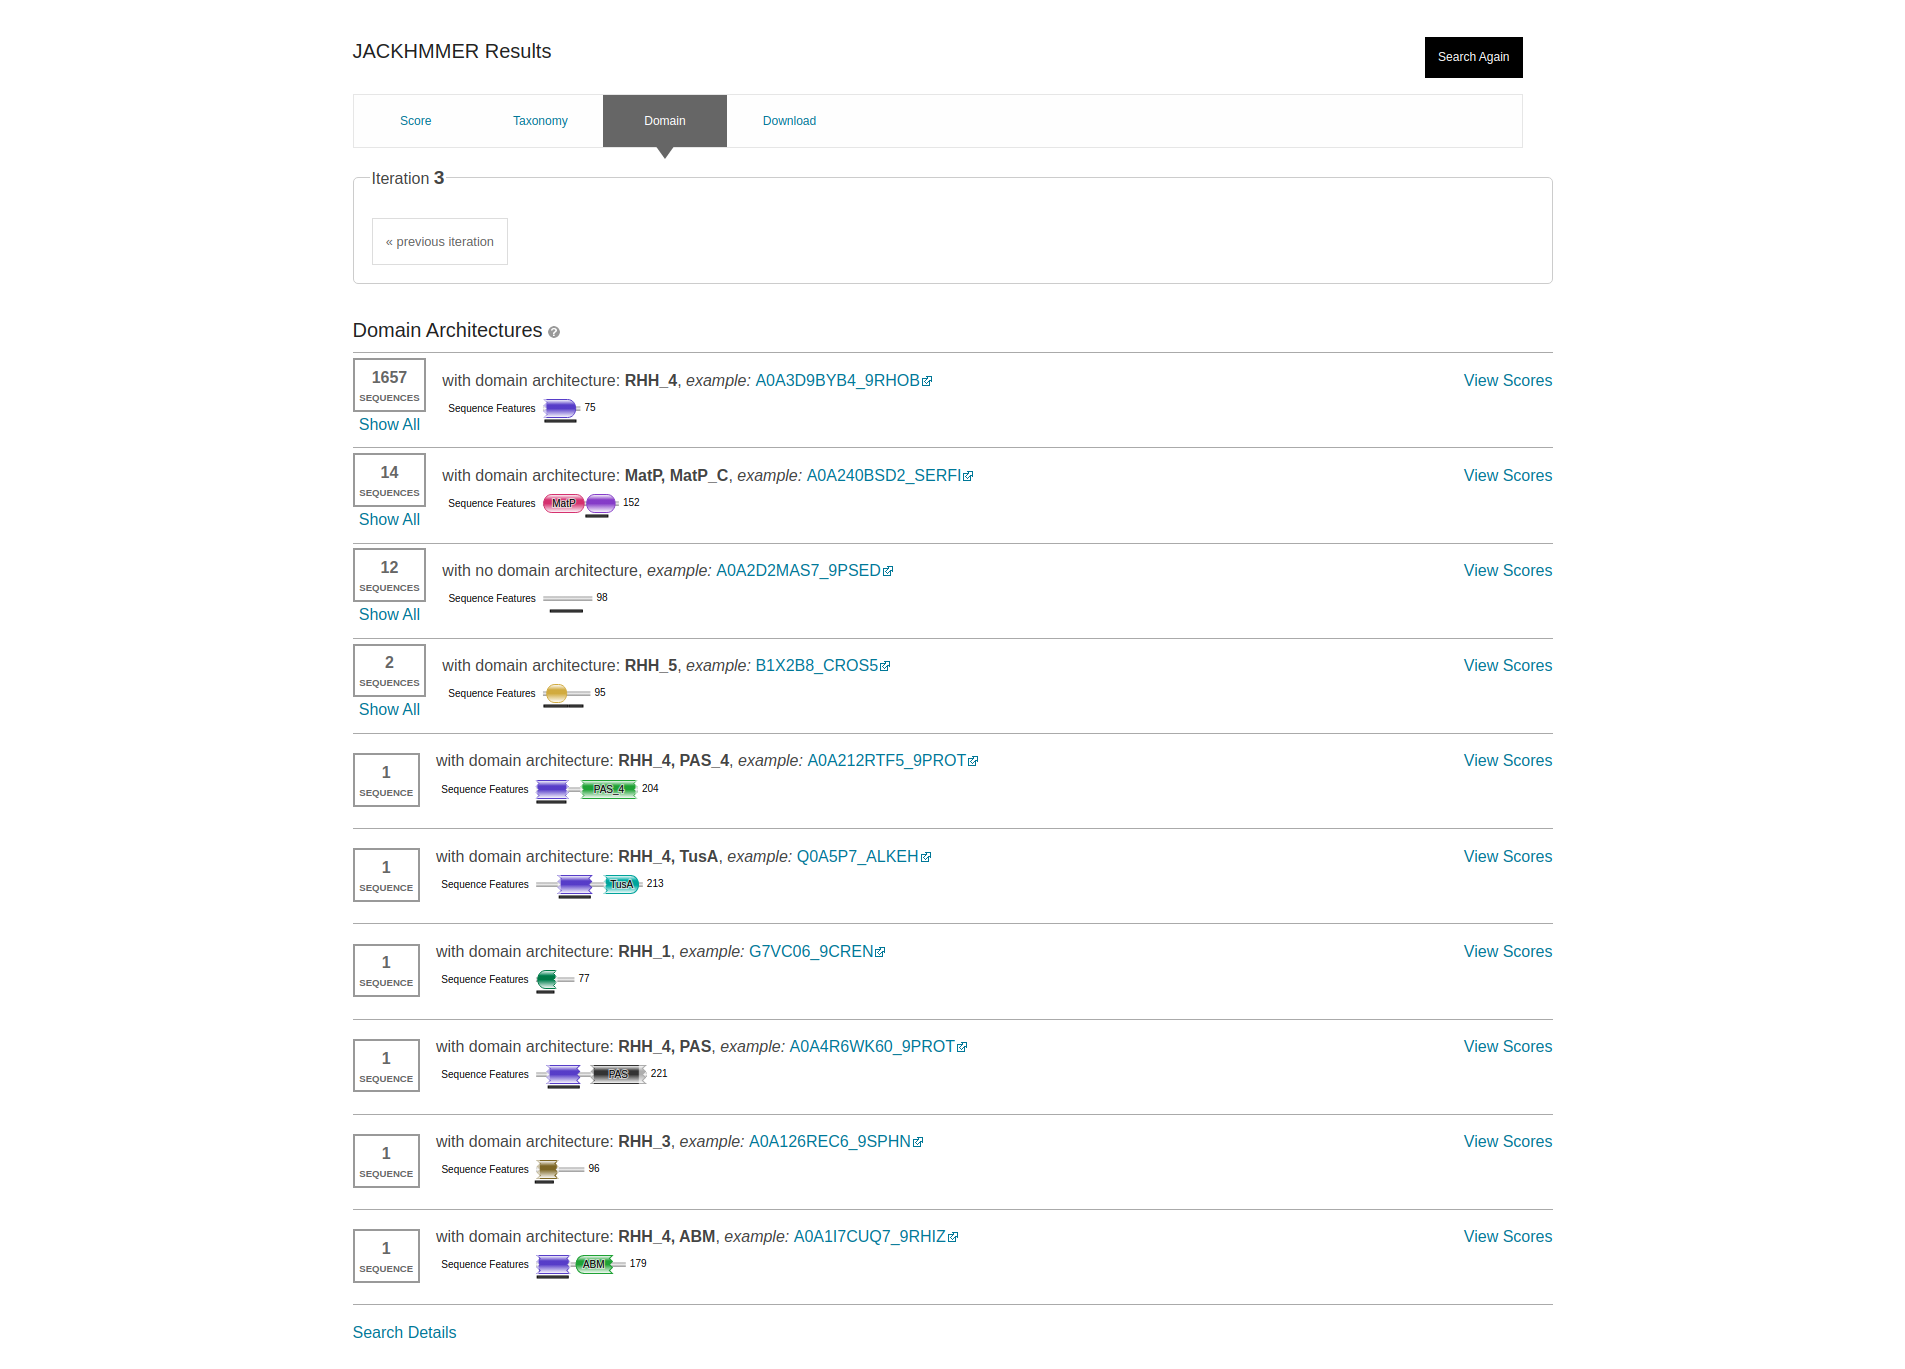 JACKHMMER Results
Search Again
Score Taxonomy Domain Download
Iteration 3
« previous iteration
Domain Architectures ?
1657 SEQUENCES
Show All
with domain architecture: RHH_4, example: A0A3D9BYB4_9RHOB
View Scores
Sequence Features 75
14 SEQUENCES
Show All
with domain architecture: MatP, MatP_C, example: A0A240BSD2_SERFI
View Scores
Sequence Features MatP 152
12 SEQUENCES
Show All
with no domain architecture, example: A0A2D2MAS7_9PSED
View Scores
Sequence Features 98
2 SEQUENCES
Show All
with domain architecture: RHH_5, example: B1X2B8_CROS5
View Scores
Sequence Features 95
1 SEQUENCE
with domain architecture: RHH_4, PAS_4, example: A0A212RTF5_9PROT
View Scores
Sequence Features PAS_4 204
1 SEQUENCE
with domain architecture: RHH_4, TusA, example: Q0A5P7_ALKEH
View Scores
Sequence Features TusA 213
1 SEQUENCE
with domain architecture: RHH_1, example: G7VC06_9CREN
View Scores
Sequence Features 77
1 SEQUENCE
with domain architecture: RHH_4, PAS, example: A0A4R6WK60_9PROT
View Scores
Sequence Features PAS 221
1 SEQUENCE
with domain architecture: RHH_3, example: A0A126REC6_9SPHN
View Scores
Sequence Features 96
1 SEQUENCE
with domain architecture: RHH_4, ABM, example: A0A1I7CUQ7_9RHIZ
View Scores
Sequence Features ABM 179
Search Details